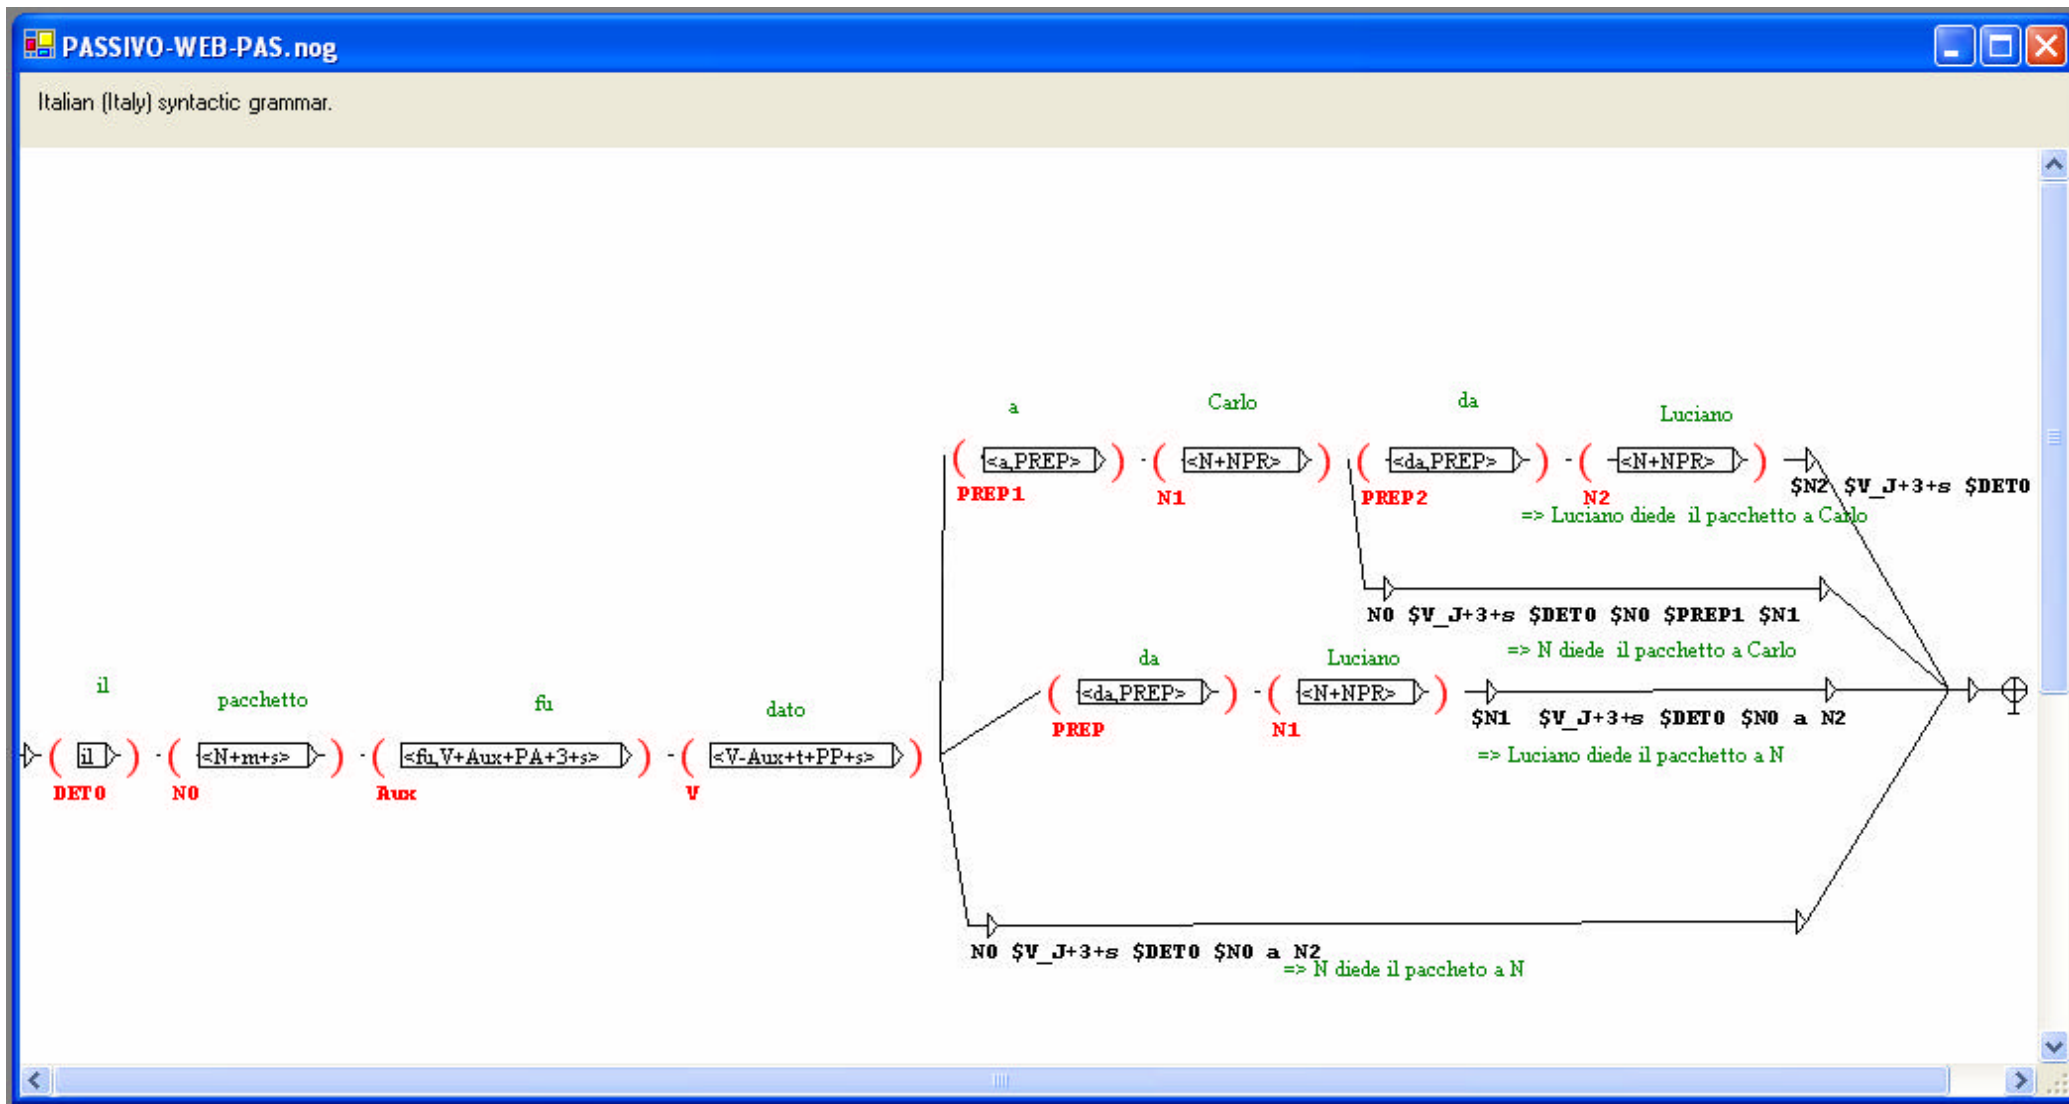 PASSIVO-WEB-PAS.nog
Italian (Italy) syntactic grammar.
a Carlo da Luciano
<a,PREP> <N+NPR> <da,PREP> <N+NPR>
PREP1 N1 PREP2 N2
$N2 $V_J+3+s $DET0
=> Luciano diede il pacchetto a Carlo
N0 $V_J+3+s $DET0 $N0 $PREP1 $N1
=> N diede il pacchetto a Carlo
da Luciano
<da,PREP> <N+NPR>
PREP N1
$N1 $V_J+3+s $DET0 $N0 a N2
=> Luciano diede il pacchetto a N
il pacchetto fu dato
il <N+m+s> <fu,V+Aux+PA+3+s> <V-Aux+t+PP+s>
DET0 N0 Aux V
N0 $V_J+3+s $DET0 $N0 a N2
=> N diede il paccheto a N